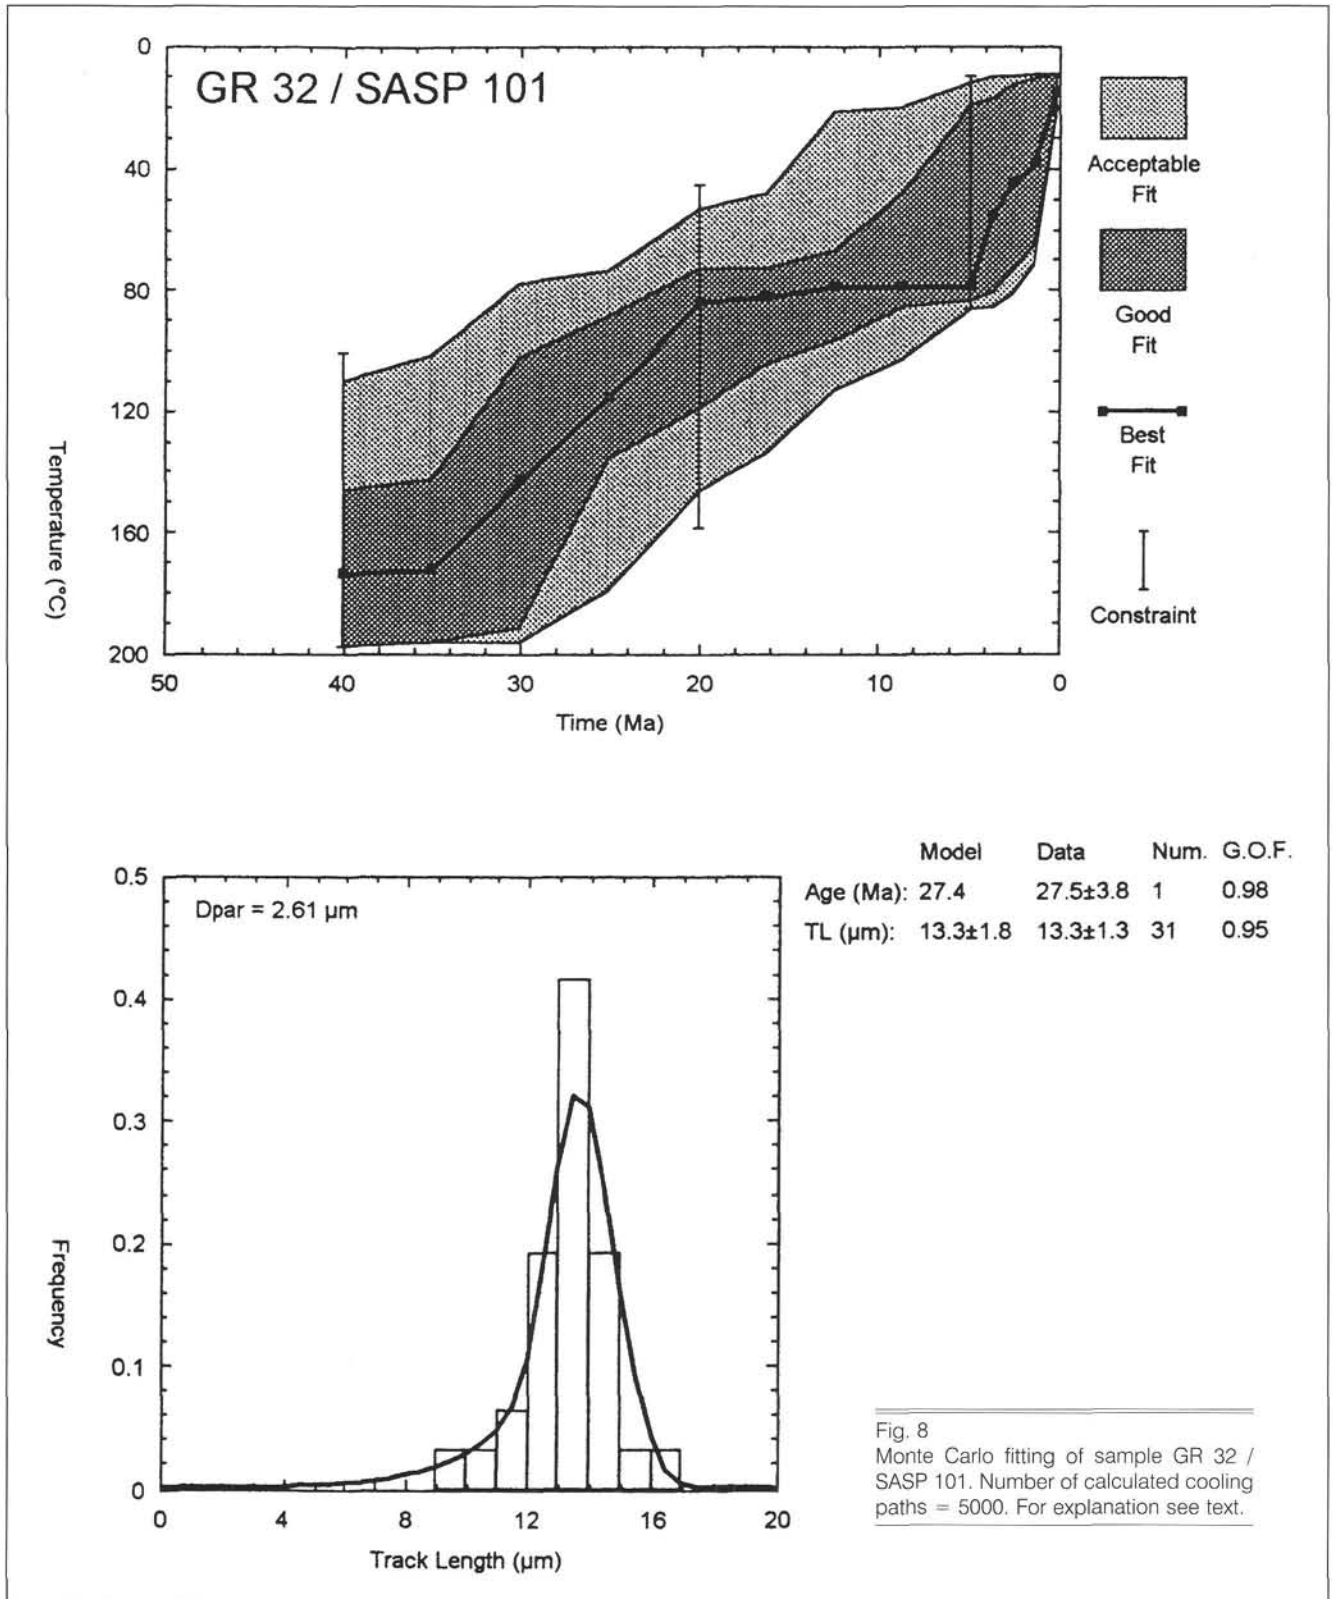 GR 32 / SASP 101
0
40
80
120
160
200
Temperature (°C)
50
40
30
20
10
0
Time (Ma)
Acceptable
Fit
Good
Fit
Best
Fit
Constraint
Model Data Num. G.O.F.
Age (Ma): 27.4 27.5±3.8 1 0.98
TL (µm): 13.3±1.8 13.3±1.3 31 0.95
Dpar = 2.61 µm
0.5
0.4
0.3
0.2
0.1
0
Frequency
0
4
8
12
16
20
Track Length (µm)
Fig. 8
Monte Carlo fitting of sample GR 32 /
SASP 101. Number of calculated cooling
paths = 5000. For explanation see text.